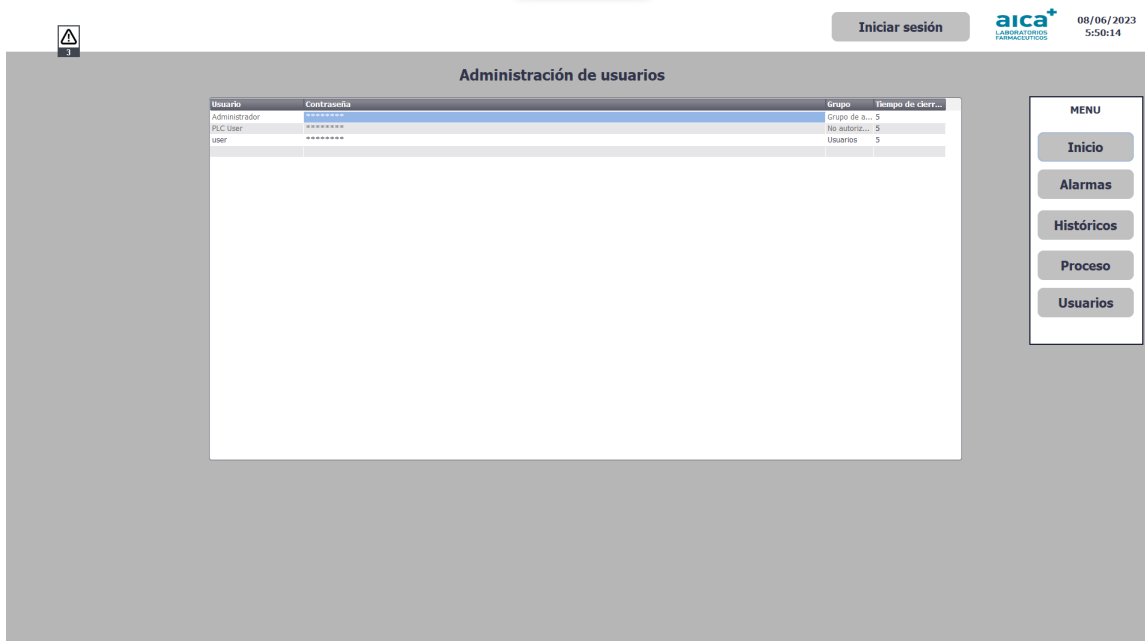 Iniciar sesión
aica+
LABORATORIOS
FARMACEUTICOS
08/06/2023
5:50:14
3
Administración de usuarios
Usuario Contraseña Grupo Tiempo de cierr...
Administrador ******** Grupo de a... 5
PLC User ******** No autoriz... 5
user ******** Usuarios 5
MENU
Inicio
Alarmas
Históricos
Proceso
Usuarios